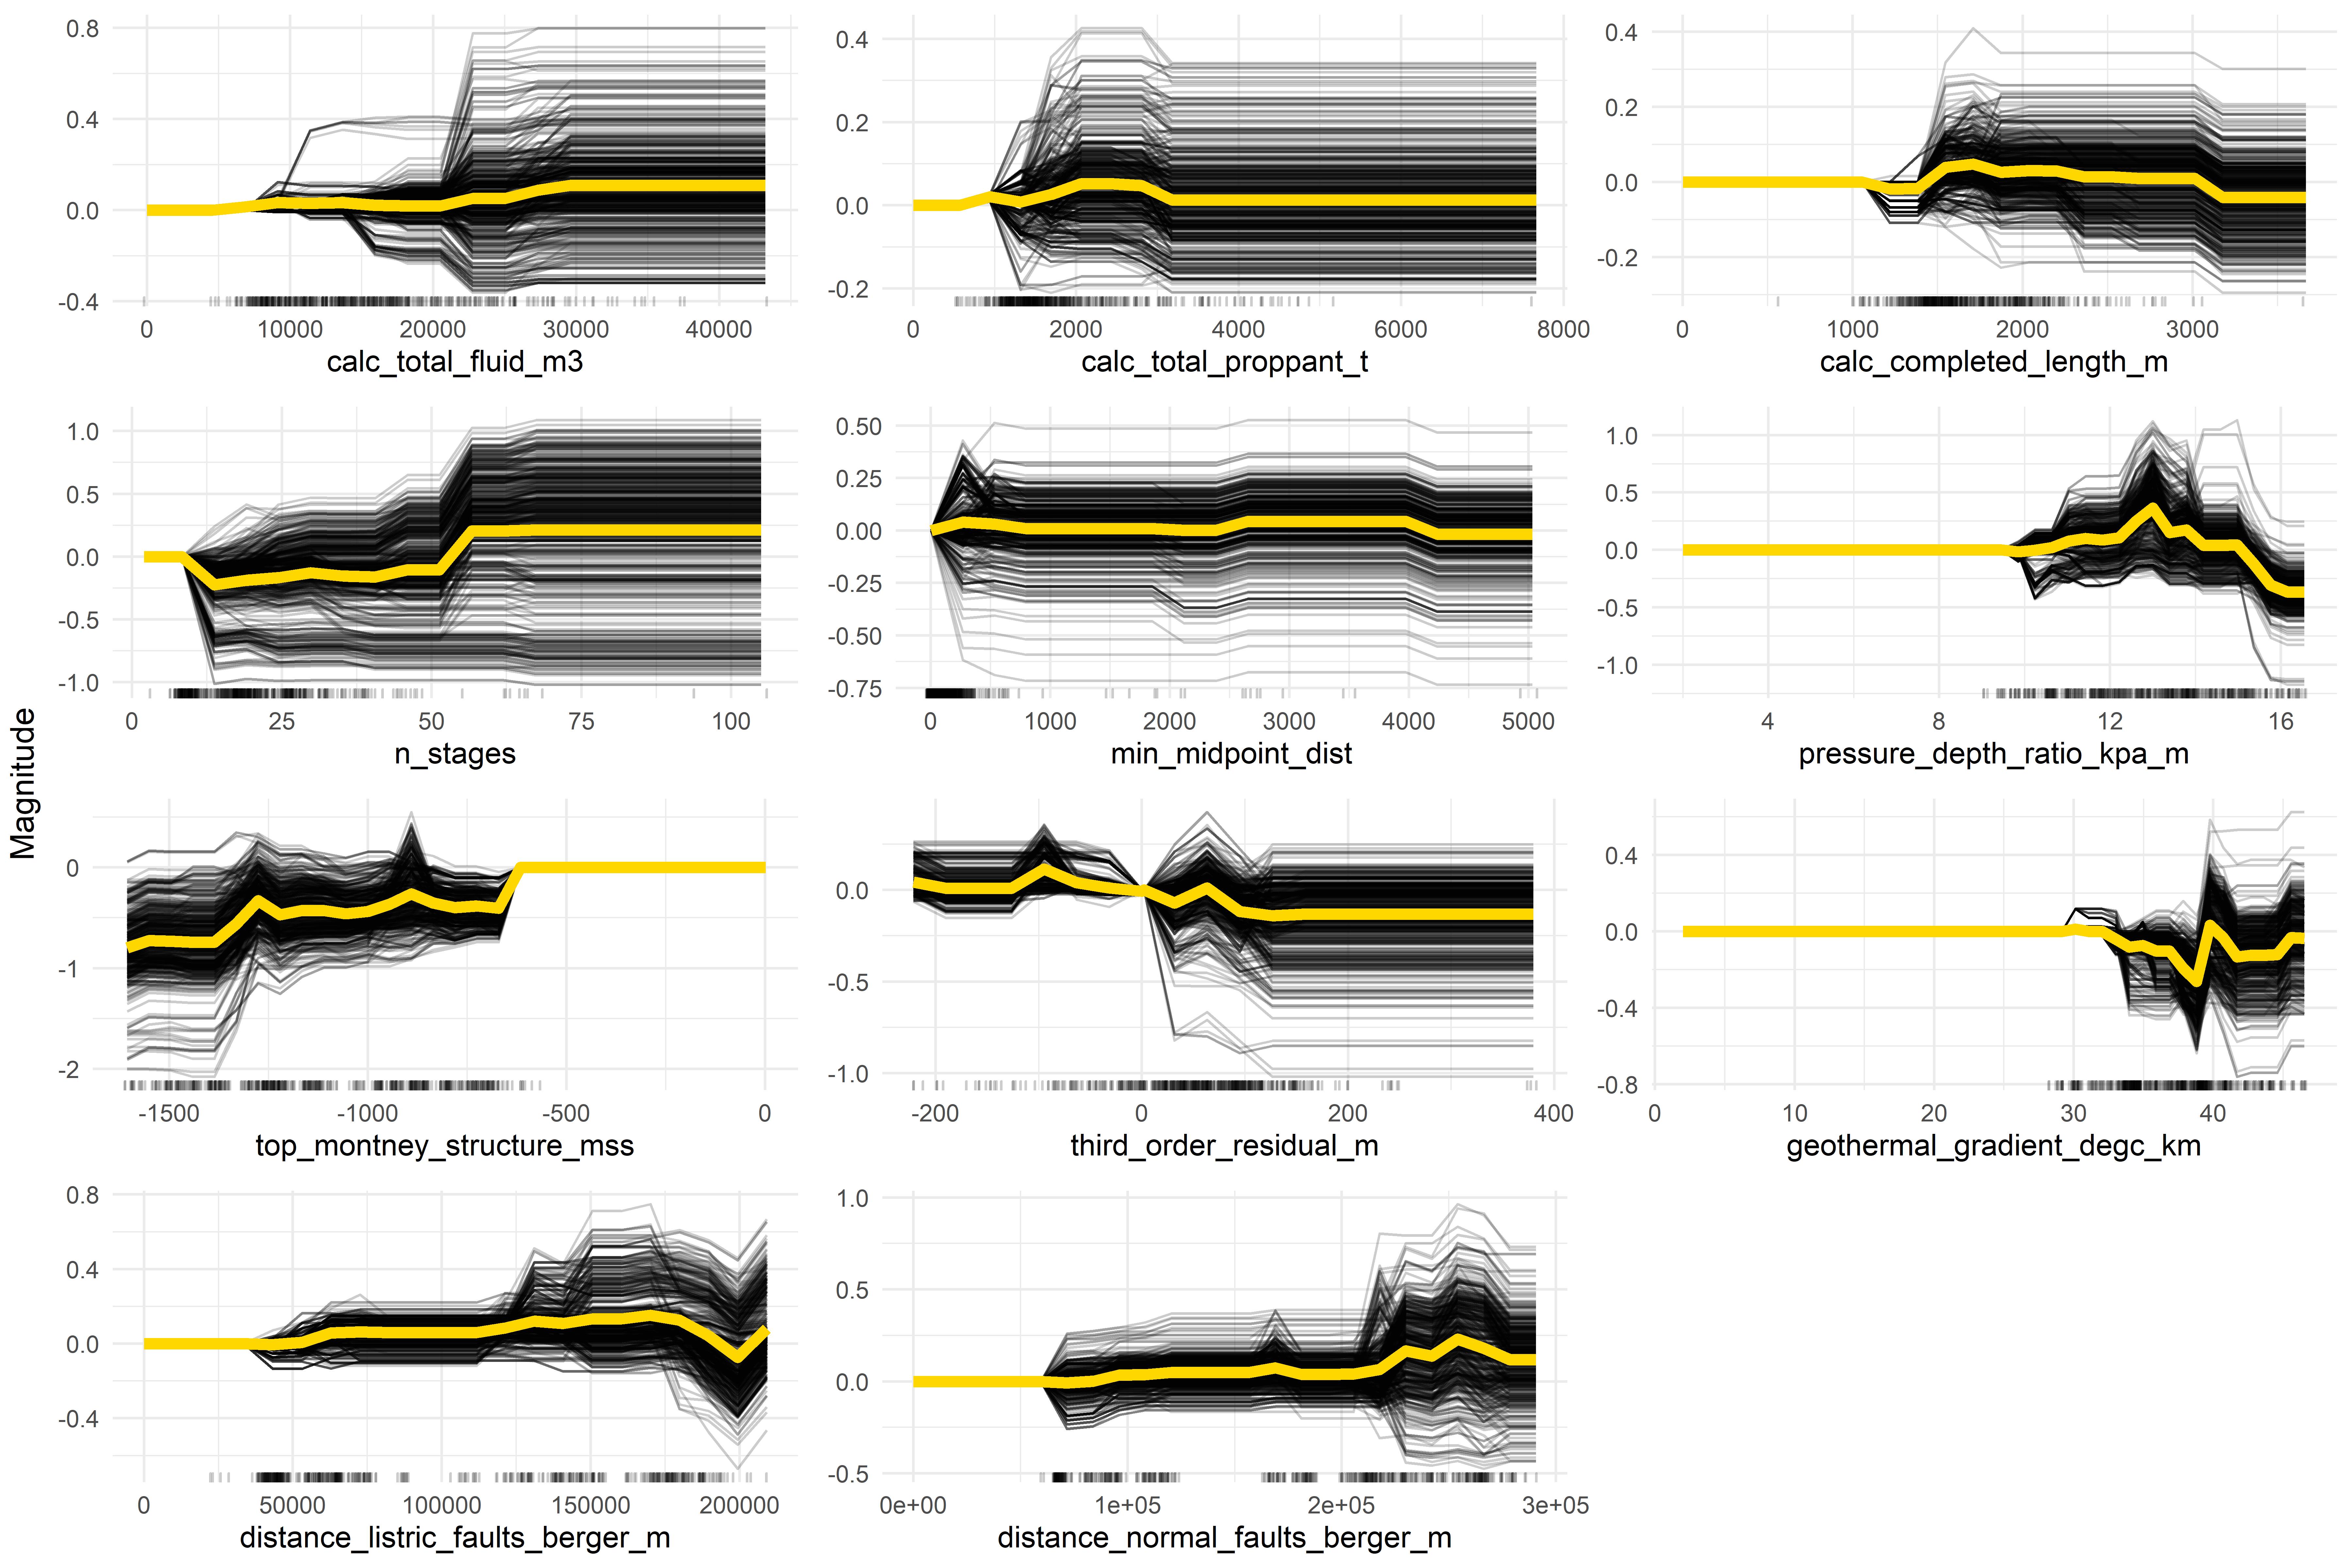 Magnitude
0.8
0.4
0.0
-0.4
0 10000 20000 30000 40000
calc_total_fluid_m3
0.4
0.2
0.0
-0.2
0 2000 4000 6000 8000
calc_total_proppant_t
0.4
0.2
0.0
-0.2
0 1000 2000 3000
calc_completed_length_m
1.0
0.5
0.0
-0.5
-1.0
0 25 50 75 100
n_stages
0.50
0.25
0.00
-0.25
-0.50
-0.75
0 1000 2000 3000 4000 5000
min_midpoint_dist
1.0
0.5
0.0
-0.5
-1.0
4 8 12 16
pressure_depth_ratio_kpa_m
0
-1
-2
-1500 -1000 -500 0
top_montney_structure_mss
0.0
-0.5
-1.0
-200 0 200 400
third_order_residual_m
0.4
0.0
-0.4
-0.8
0 10 20 30 40
geothermal_gradient_degc_km
0.8
0.4
0.0
-0.4
0 50000 100000 150000 200000
distance_listric_faults_berger_m
1.0
0.5
0.0
-0.5
0e+00 1e+05 2e+05 3e+05
distance_normal_faults_berger_m